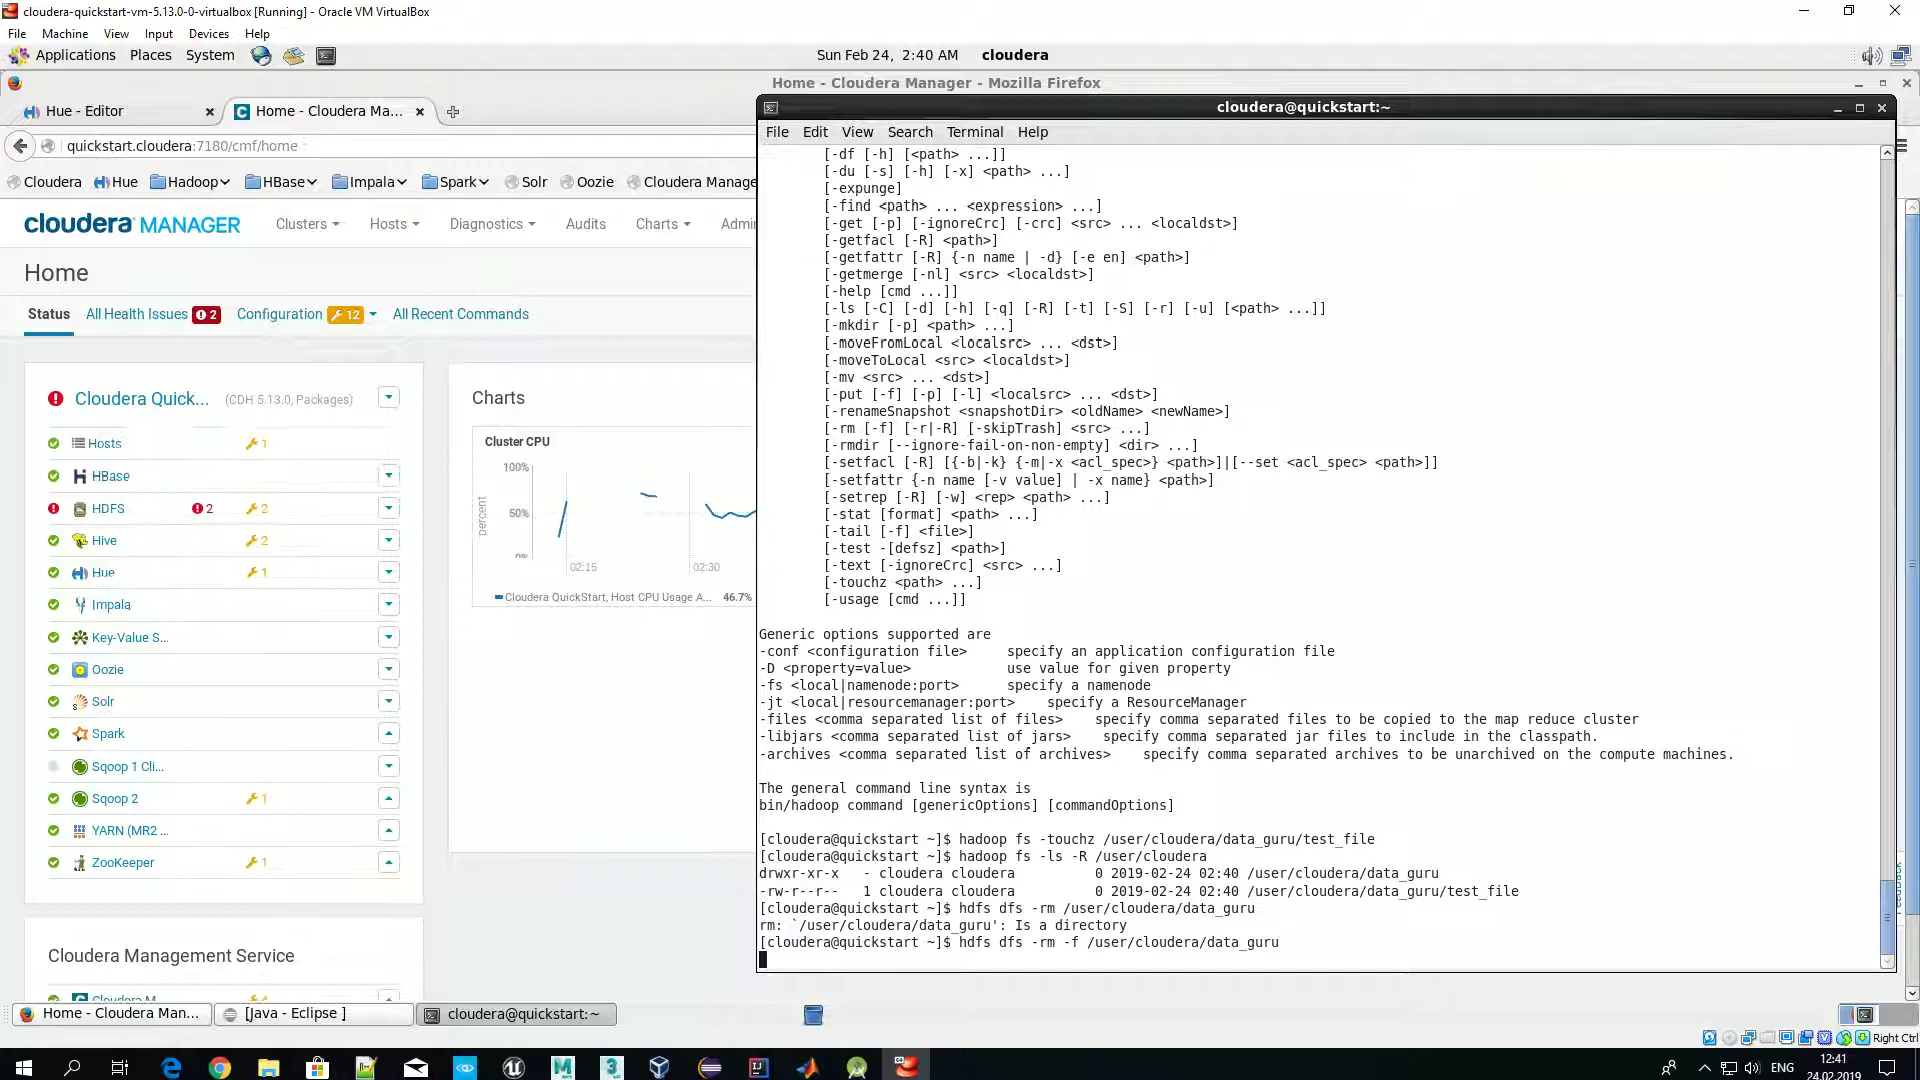 cloudera-quickstart-vm-5.13.0-0-virtualbox [Running] - Oracle VM VirtualBox
File Machine View Input Devices Help
Applications Places System Sun Feb 24, 2:40 AM cloudera
Home - Cloudera Manager - Mozilla Firefox
Hue - Editor Home - Cloudera Ma...
quickstart.cloudera:7180/cmf/home
Cloudera Hue Hadoop HBase Impala Spark Solr Oozie Cloudera Manage
cloudera MANAGER Clusters Hosts Diagnostics Audits Charts Admi
Home
Status All Health Issues 2 Configuration 12 All Recent Commands
Cloudera Quick... (CDH 5.13.0, Packages)
Hosts 1
HBase
HDFS 2 2
Hive 2
Hue 1
Impala
Key-Value S...
Oozie
Solr
Spark
Sqoop 1 Cli...
Sqoop 2 1
YARN (MR2 ...
ZooKeeper 1
Cloudera Management Service
Cloudera M
Charts
Cluster CPU
percent
100%
50%
0%
02:15 02:30
Cloudera QuickStart, Host CPU Usage A... 46.7%
cloudera@quickstart:~
File Edit View Search Terminal Help
[-df [-h] [<path> ...]]
[-du [-s] [-h] [-x] <path> ...]
[-expunge]
[-find <path> ... <expression> ...]
[-get [-p] [-ignoreCrc] [-crc] <src> ... <localdst>]
[-getfacl [-R] <path>]
[-getfattr [-R] {-n name | -d} [-e en] <path>]
[-getmerge [-nl] <src> <localdst>]
[-help [cmd ...]]
[-ls [-C] [-d] [-h] [-q] [-R] [-t] [-S] [-r] [-u] [<path> ...]]
[-mkdir [-p] <path> ...]
[-moveFromLocal <localsrc> ... <dst>]
[-moveToLocal <src> <localdst>]
[-mv <src> ... <dst>]
[-put [-f] [-p] [-l] <localsrc> ... <dst>]
[-renameSnapshot <snapshotDir> <oldName> <newName>]
[-rm [-f] [-r|-R] [-skipTrash] <src> ...]
[-rmdir [--ignore-fail-on-non-empty] <dir> ...]
[-setfacl [-R] [{-b|-k} {-m|-x <acl_spec>} <path>]|[--set <acl_spec> <path>]]
[-setfattr {-n name [-v value] | -x name} <path>]
[-setrep [-R] [-w] <rep> <path> ...]
[-stat [format] <path> ...]
[-tail [-f] <file>]
[-test -[defsz] <path>]
[-text [-ignoreCrc] <src> ...]
[-touchz <path> ...]
[-usage [cmd ...]]
Generic options supported are
-conf <configuration file> specify an application configuration file
-D <property=value> use value for given property
-fs <local|namenode:port> specify a namenode
-jt <local|resourcemanager:port> specify a ResourceManager
-files <comma separated list of files> specify comma separated files to be copied to the map reduce cluster
-libjars <comma separated list of jars> specify comma separated jar files to include in the classpath.
-archives <comma separated list of archives> specify comma separated archives to be unarchived on the compute machines.
The general command line syntax is
bin/hadoop command [genericOptions] [commandOptions]
[cloudera@quickstart ~]$ hadoop fs -touchz /user/cloudera/data_guru/test_file
[cloudera@quickstart ~]$ hadoop fs -ls -R /user/cloudera
drwxr-xr-x - cloudera cloudera 0 2019-02-24 02:40 /user/cloudera/data_guru
-rw-r--r-- 1 cloudera cloudera 0 2019-02-24 02:40 /user/cloudera/data_guru/test_file
[cloudera@quickstart ~]$ hdfs dfs -rm /user/cloudera/data_guru
rm: `/user/cloudera/data_guru': Is a directory
[cloudera@quickstart ~]$ hdfs dfs -rm -f /user/cloudera/data_guru
Feedback
Home - Cloudera Man... [Java - Eclipse ] cloudera@quickstart:~
Right Ctrl
ENG 12:41
24.02.2019